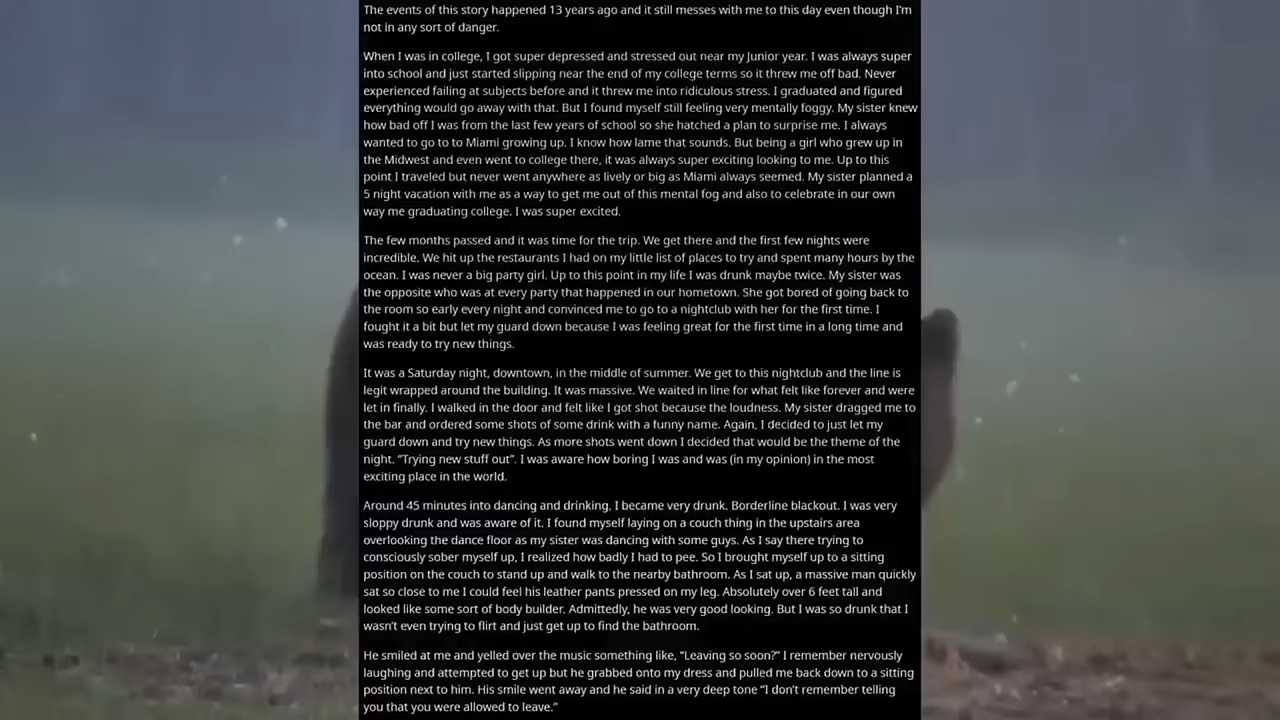 The events of this story happened 13 years ago and it still messes with me to this day even though I'm
not in any sort of danger.
When I was in college, I got super depressed and stressed out near my Junior year. I was always super
into school and just started slipping near the end of my college terms so it threw me off bad. Never
experienced failing at subjects before and it threw me into ridiculous stress. I graduated and figured
everything would go away with that. But I found myself still feeling very mentally foggy. My sister knew
how bad off I was from the last few years of school so she hatched a plan to surprise me. I always
wanted to go to to Miami growing up. I know how lame that sounds. But being a girl who grew up in
the Midwest and even went to college there, it was always super exciting looking to me. Up to this
point I traveled but never went anywhere as lively or big as Miami always seemed. My sister planned a
5 night vacation with me as a way to get me out of this mental fog and also to celebrate in our own
way me graduating college. I was super excited.
The few months passed and it was time for the trip. We get there and the first few nights were
incredible. We hit up the restaurants I had on my little list of places to try and spent many hours by the
ocean. I was never a big party girl. Up to this point in my life I was drunk maybe twice. My sister was
the opposite who was at every party that happened in our hometown. She got bored of going back to
the room so early every night and convinced me to go to a nightclub with her for the first time. I
fought it a bit but let my guard down because I was feeling great for the first time in a long time and
was ready to try new things.
It was a Saturday night, downtown, in the middle of summer. We get to this nightclub and the line is
legit wrapped around the building. It was massive. We waited in line for what felt like forever and were
let in finally. I walked in the door and felt like I got shot because the loudness. My sister dragged me to
the bar and ordered some shots of some drink with a funny name. Again, I decided to just let my
guard down and try new things. As more shots went down I decided that would be the theme of the
night. "Trying new stuff out". I was aware how boring I was and was (in my opinion) in the most
exciting place in the world.
Around 45 minutes into dancing and drinking, I became very drunk. Borderline blackout. I was very
sloppy drunk and was aware of it. I found myself laying on a couch thing in the upstairs area
overlooking the dance floor as my sister was dancing with some guys. As I say there trying to
consciously sober myself up, I realized how badly I had to pee. So I brought myself up to a sitting
position on the couch to stand up and walk to the nearby bathroom. As I sat up, a massive man quickly
sat so close to me I could feel his leather pants pressed on my leg. Absolutely over 6 feet tall and
looked like some sort of body builder. Admittedly, he was very good looking. But I was so drunk that I
wasn't even trying to flirt and just get up to find the bathroom.
He smiled at me and yelled over the music something like, "Leaving so soon?" I remember nervously
laughing and attempted to get up but he grabbed onto my dress and pulled me back down to a sitting
position next to him. His smile went away and he said in a very deep tone "I don't remember telling
you that you were allowed to leave."